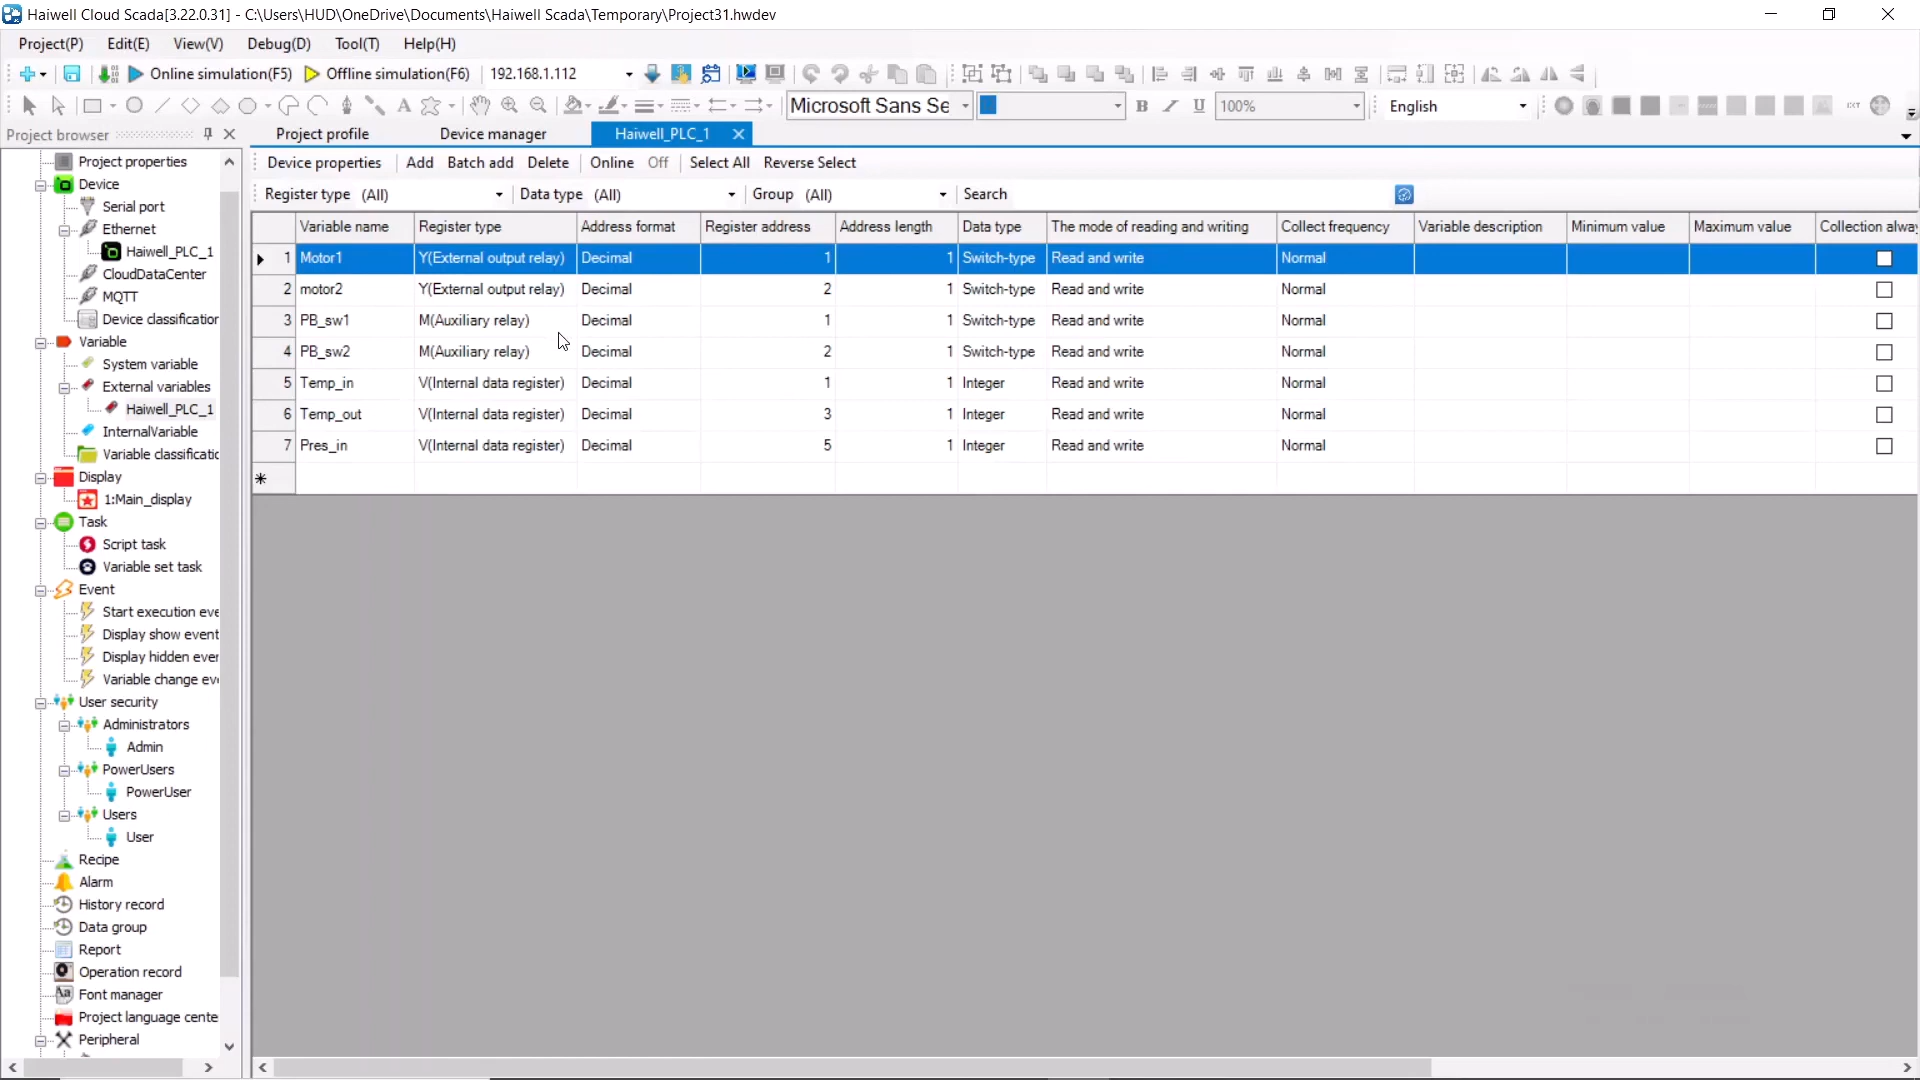 Haiwell Cloud Scada[3.22.0.31] - C:\Users\HUD\OneDrive\Documents\Haiwell Scada\Temporary\Project31.hwdev
Project(P) Edit(E) View(V) Debug(D) Tool(T) Help(H)
Online simulation(F5) Offline simulation(F6) 192.168.1.112
A Microsoft Sans Se B I U 100% English EXT
Project browser
Project profile Device manager Haiwell_PLC_1
Device properties Add Batch add Delete Online Off Select All Reverse Select
Register type (All) Data type (All) Group (All) Search
Variable name Register type Address format Register address Address length Data type The mode of reading and writing Collect frequency Variable description Minimum value Maximum value Collection alway
1 Motor1 Y(External output relay) Decimal 1 1 Switch-type Read and write Normal
2 motor2 Y(External output relay) Decimal 2 1 Switch-type Read and write Normal
3 PB_sw1 M(Auxiliary relay) Decimal 1 1 Switch-type Read and write Normal
4 PB_sw2 M(Auxiliary relay) Decimal 2 1 Switch-type Read and write Normal
5 Temp_in V(Internal data register) Decimal 1 1 Integer Read and write Normal
6 Temp_out V(Internal data register) Decimal 3 1 Integer Read and write Normal
7 Pres_in V(Internal data register) Decimal 5 1 Integer Read and write Normal
Project properties
Device
Serial port
Ethernet
Haiwell_PLC_1
CloudDataCenter
MQTT
Device classification
Variable
System variable
External variables
Haiwell_PLC_1
InternalVariable
Variable classificatic
Display
1:Main_display
Task
Script task
Variable set task
Event
Start execution eve
Display show event
Display hidden ever
Variable change eve
User security
Administrators
Admin
PowerUsers
PowerUser
Users
User
Recipe
Alarm
History record
Data group
Report
Operation record
Font manager
Project language cente
Peripheral